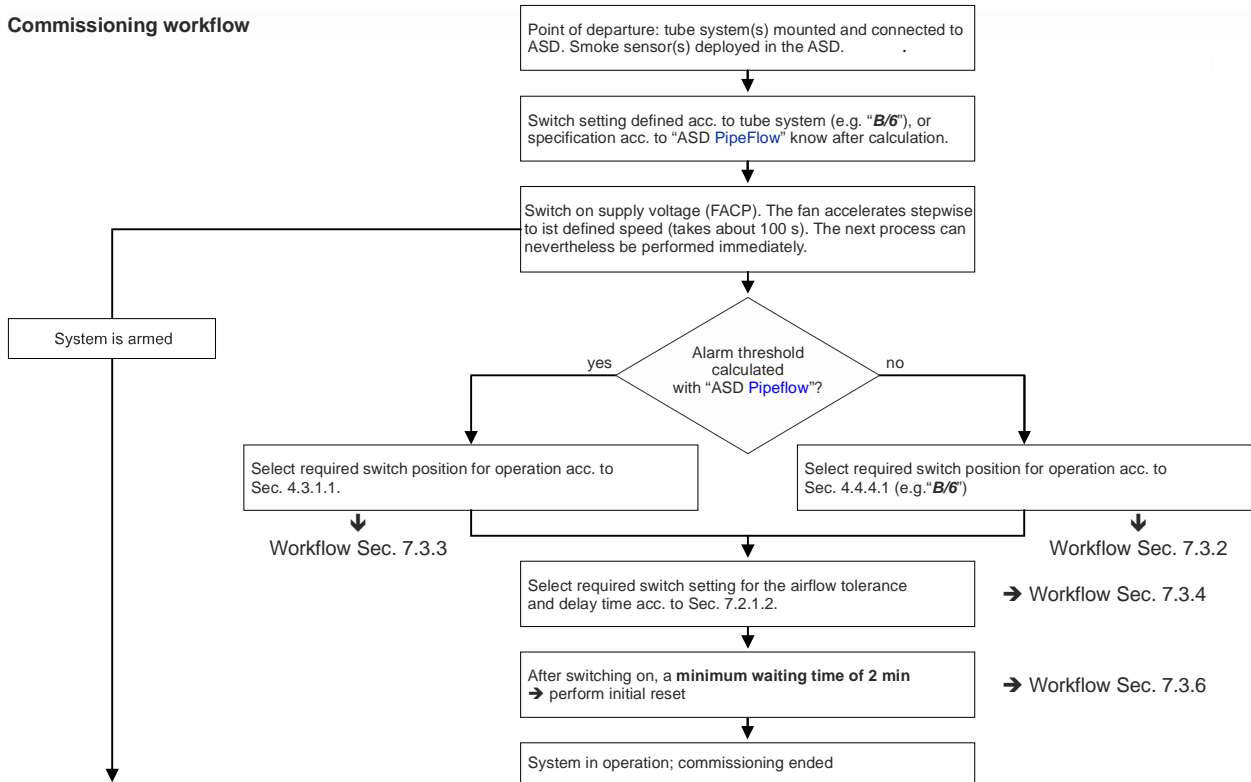 Commissioning workflow
Point of departure: tube system(s) mounted and connected to
ASD. Smoke sensor(s) deployed in the ASD. .
Switch setting defined acc. to tube system (e.g. “B/6”), or
specification acc. to “ASD PipeFlow” know after calculation.
Switch on supply voltage (FACP). The fan accelerates stepwise
to ist defined speed (takes about 100 s). The next process can
nevertheless be performed immediately.
System is armed
yes
Alarm threshold
calculated
with “ASD Pipeflow”?
no
Select required switch position for operation acc. to
Sec. 4.3.1.1.
Select required switch position for operation acc. to
Sec. 4.4.4.1 (e.g.“B/6”)
🡻
Workflow Sec. 7.3.3
🡻
Workflow Sec. 7.3.2
Select required switch setting for the airflow tolerance
and delay time acc. to Sec. 7.2.1.2.
➔ Workflow Sec. 7.3.4
After switching on, a minimum waiting time of 2 min
➔ perform initial reset
➔ Workflow Sec. 7.3.6
System in operation; commissioning ended